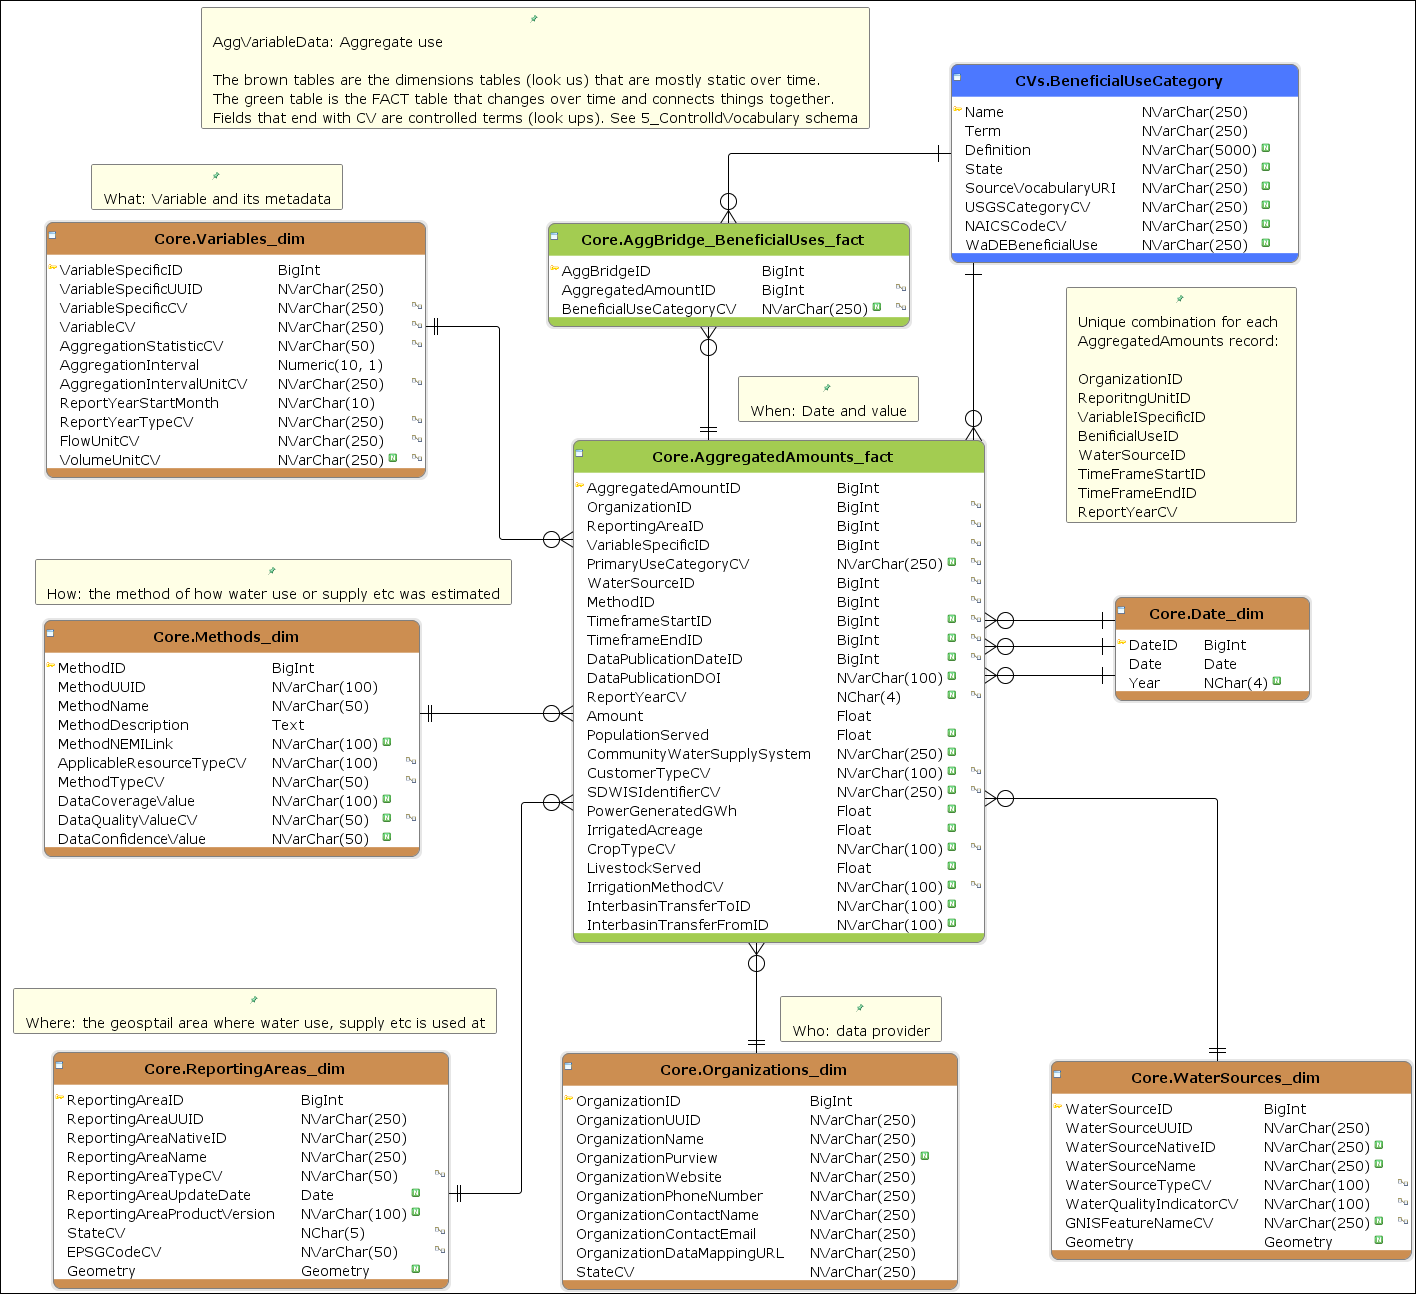 AggVariableData: Aggregate use
The brown tables are the dimensions tables (look us) that are mostly static over time.
The green table is the FACT table that changes over time and connects things together.
Fields that end with CV are controlled terms (look ups). See 5_ControlldVocabulary schema
CVs.BeneficialUseCategory
Name NVarChar(250)
Term NVarChar(250)
Definition NVarChar(5000) N
State NVarChar(250) N
SourceVocabularyURI NVarChar(250) N
USGSCategoryCV NVarChar(250) N
NAICSCodeCV NVarChar(250) N
WaDEBeneficialUse NVarChar(250) N
What: Variable and its metadata
Core.Variables_dim
VariableSpecificID BigInt
VariableSpecificUUID NVarChar(250)
VariableSpecificCV NVarChar(250)
VariableCV NVarChar(250)
AggregationStatisticCV NVarChar(50)
AggregationInterval Numeric(10, 1)
AggregationIntervalUnitCV NVarChar(250)
ReportYearStartMonth NVarChar(10)
ReportYearTypeCV NVarChar(250)
FlowUnitCV NVarChar(250)
VolumeUnitCV NVarChar(250) N
Core.AggBridge_BeneficialUses_fact
AggBridgeID BigInt
AggregatedAmountID BigInt
BeneficialUseCategoryCV NVarChar(250) N
Unique combination for each
AggregatedAmounts record:
OrganizationID
ReporitngUnitID
VariableISpecificID
BenificialUseID
WaterSourceID
TimeFrameStartID
TimeFrameEndID
ReportYearCV
When: Date and value
Core.AggregatedAmounts_fact
AggregatedAmountID BigInt
OrganizationID BigInt
ReportingAreaID BigInt
VariableSpecificID BigInt
PrimaryUseCategoryCV NVarChar(250) N
WaterSourceID BigInt
MethodID BigInt
TimeframeStartID BigInt N
TimeframeEndID BigInt N
DataPublicationDateID BigInt N
DataPublicationDOI NVarChar(100) N
ReportYearCV NChar(4) N
Amount Float
PopulationServed Float N
CommunityWaterSupplySystem NVarChar(250) N
CustomerTypeCV NVarChar(100) N
SDWISIdentifierCV NVarChar(250) N
PowerGeneratedGWh Float N
IrrigatedAcreage Float N
CropTypeCV NVarChar(100) N
LivestockServed Float N
IrrigationMethodCV NVarChar(100) N
InterbasinTransferToID NVarChar(100) N
InterbasinTransferFromID NVarChar(100) N
How: the method of how water use or supply etc was estimated
Core.Methods_dim
MethodID BigInt
MethodUUID NVarChar(100)
MethodName NVarChar(50)
MethodDescription Text
MethodNEMILink NVarChar(100) N
ApplicableResourceTypeCV NVarChar(100)
MethodTypeCV NVarChar(50)
DataCoverageValue NVarChar(100) N
DataQualityValueCV NVarChar(50) N
DataConfidenceValue NVarChar(50) N
Core.Date_dim
DateID BigInt
Date Date
Year NChar(4) N
Where: the geosptail area where water use, supply etc is used at
Core.ReportingAreas_dim
ReportingAreaID BigInt
ReportingAreaUUID NVarChar(250)
ReportingAreaNativeID NVarChar(250)
ReportingAreaName NVarChar(250)
ReportingAreaTypeCV NVarChar(50)
ReportingAreaUpdateDate Date N
ReportingAreaProductVersion NVarChar(100) N
StateCV NChar(5)
EPSGCodeCV NVarChar(50)
Geometry Geometry N
Who: data provider
Core.Organizations_dim
OrganizationID BigInt
OrganizationUUID NVarChar(250)
OrganizationName NVarChar(250)
OrganizationPurview NVarChar(250) N
OrganizationWebsite NVarChar(250)
OrganizationPhoneNumber NVarChar(250)
OrganizationContactName NVarChar(250)
OrganizationContactEmail NVarChar(250)
OrganizationDataMappingURL NVarChar(250)
StateCV NVarChar(250)
Core.WaterSources_dim
WaterSourceID BigInt
WaterSourceUUID NVarChar(250)
WaterSourceNativeID NVarChar(250) N
WaterSourceName NVarChar(250) N
WaterSourceTypeCV NVarChar(100)
WaterQualityIndicatorCV NVarChar(100)
GNISFeatureNameCV NVarChar(250) N
Geometry Geometry N